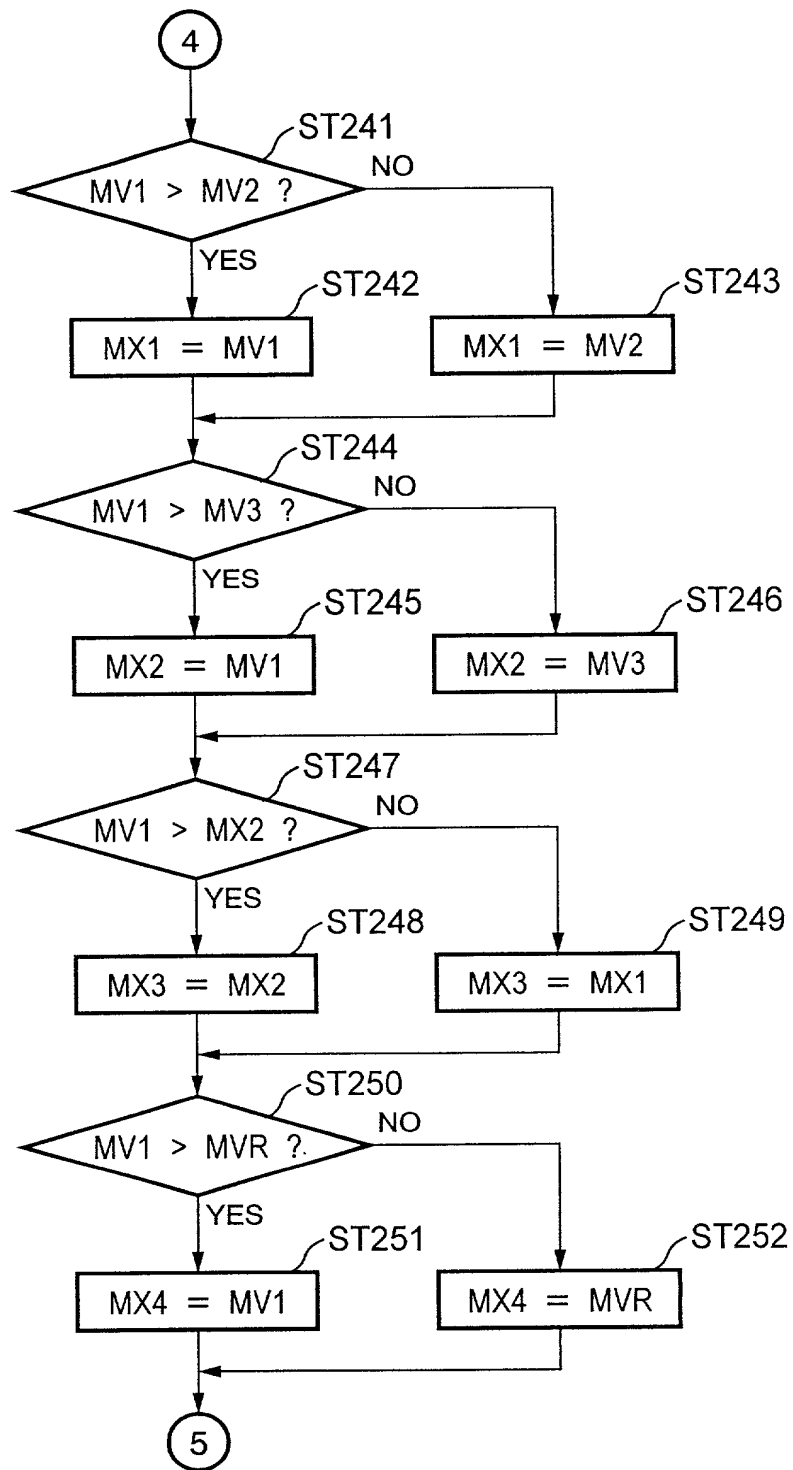 4
ST241
MV1 > MV2 ?
NO
YES
ST242
ST243
MX1 = MV1
MX1 = MV2
ST244
MV1 > MV3 ?
NO
YES
ST245
ST246
MX2 = MV1
MX2 = MV3
ST247
MV1 > MX2 ?
NO
YES
ST248
ST249
MX3 = MX2
MX3 = MX1
ST250
MV1 > MVR ?
NO
YES
ST251
ST252
MX4 = MV1
MX4 = MVR
5